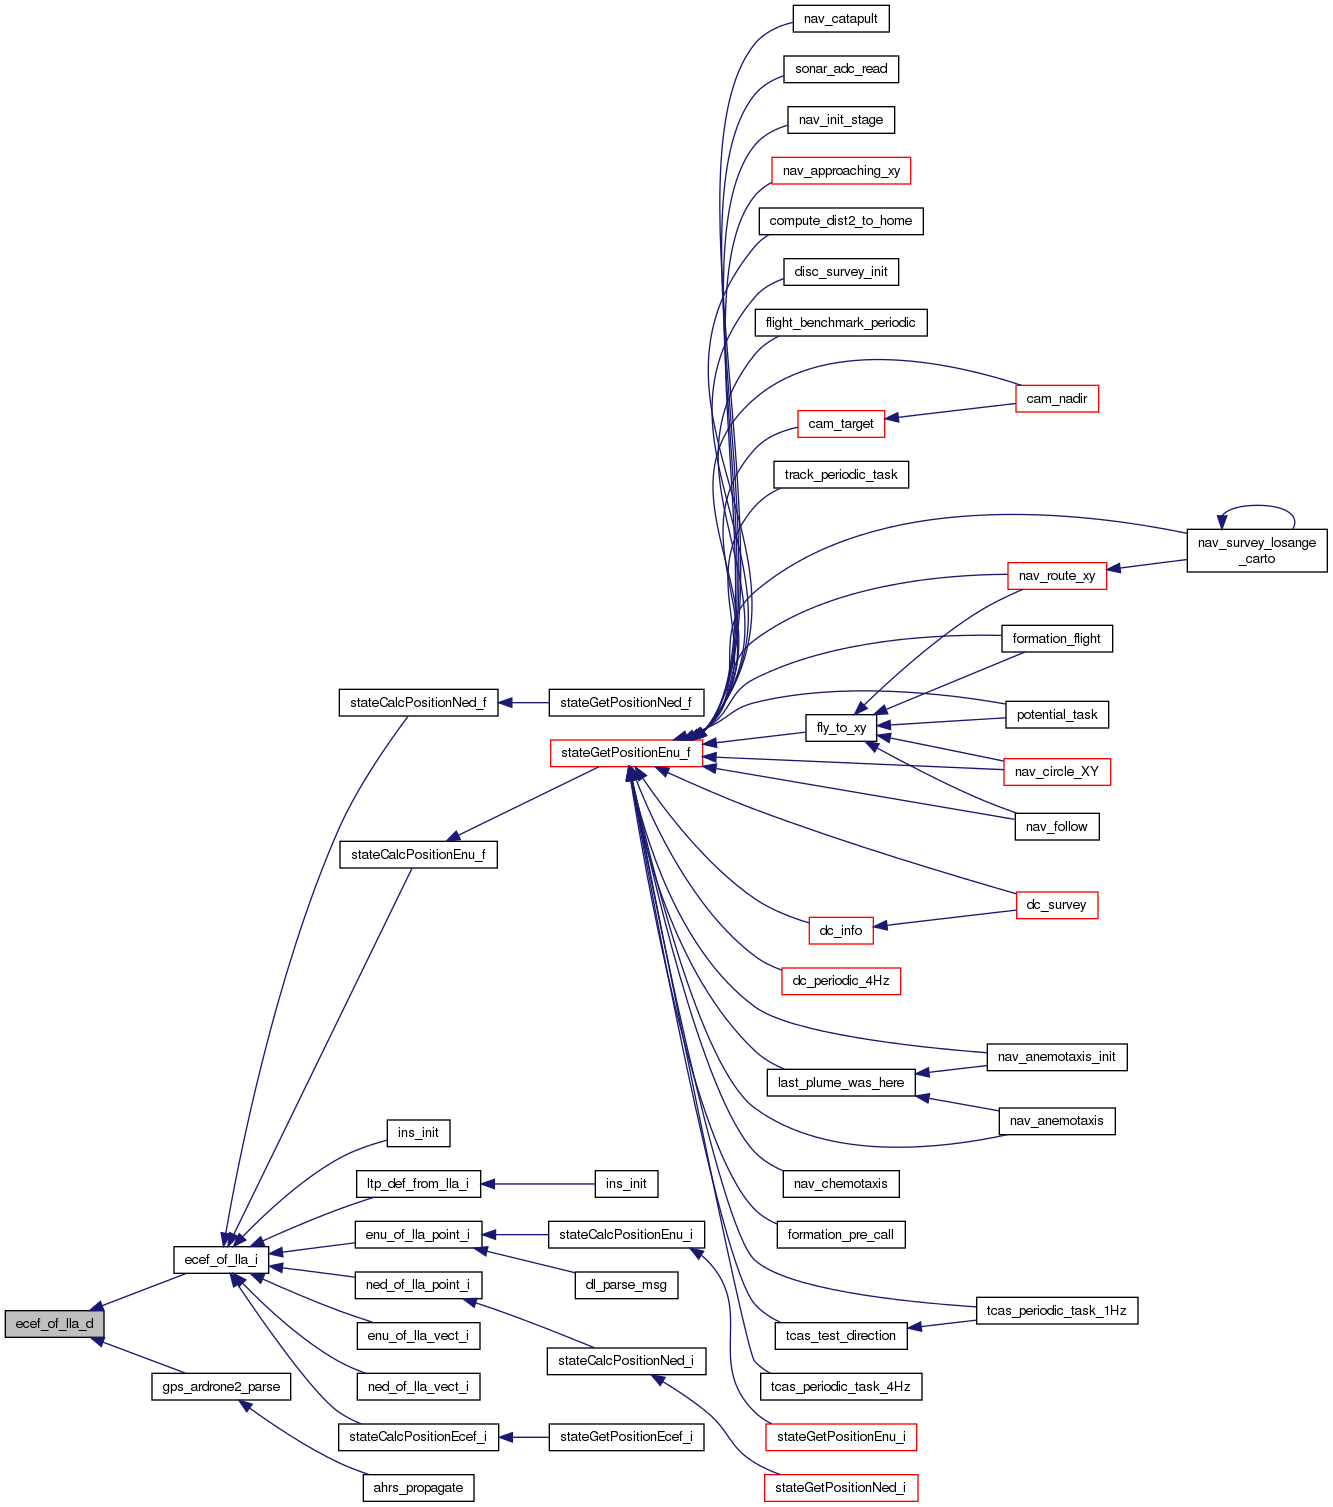 nav_catapult
sonar_adc_read
nav_init_stage
nav_approaching_xy
compute_dist2_to_home
disc_survey_init
flight_benchmark_periodic
cam_nadir
cam_target
track_periodic_task
nav_survey_losange
_carto
nav_route_xy
formation_flight
stateCalcPositionNed_f
stateGetPositionNed_f
potential_task
fly_to_xy
stateGetPositionEnu_f
nav_circle_XY
nav_follow
stateCalcPositionEnu_f
dc_survey
dc_info
dc_periodic_4Hz
nav_anemotaxis_init
last_plume_was_here
nav_anemotaxis
ins_init
ltp_def_from_lla_i
ins_init
nav_chemotaxis
enu_of_lla_point_i
stateCalcPositionEnu_i
formation_pre_call
ecef_of_lla_i
ned_of_lla_point_i
dl_parse_msg
tcas_periodic_task_1Hz
ecef_of_lla_d
enu_of_lla_vect_i
tcas_test_direction
stateCalcPositionNed_i
gps_ardrone2_parse
ned_of_lla_vect_i
tcas_periodic_task_4Hz
stateCalcPositionEcef_i
stateGetPositionEcef_i
stateGetPositionEnu_i
ahrs_propagate
stateGetPositionNed_i